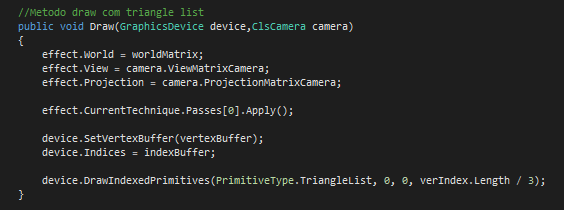 //Metodo draw com triangle list
public void Draw(GraphicsDevice device,ClsCamera camera)
{
effect.World = worldMatrix;
effect.View = camera.ViewMatrixCamera;
effect.Projection = camera.ProjectionMatrixCamera;
effect.CurrentTechnique.Passes[0].Apply();
device.SetVertexBuffer(vertexBuffer);
device.Indices = indexBuffer;
device.DrawIndexedPrimitives(PrimitiveType.TriangleList, 0, 0, verIndex.Length / 3);
}